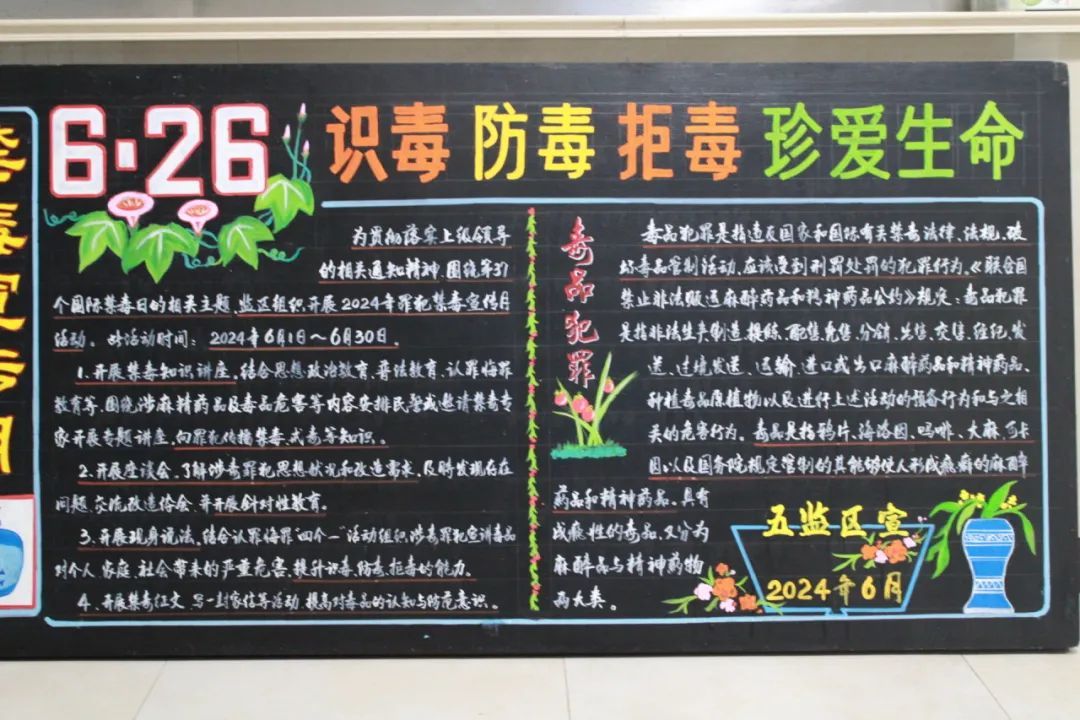 禁毒宣传月
6·26 识毒 防毒 拒毒 珍爱生命
为贯彻落实上级领导
的相关通知精神,围绕第37
个国际禁毒日的相关主题,监区组织开展2024年罪犯禁毒宣传月
活动。此活动时间:2024年6月1日~6月30日。
1.开展禁毒知识讲座。结合思想政治教育、普法教育、认罪悔罪
教育等,围绕涉麻精药品及毒品危害等内容安排民警或邀请禁毒专
家开展专题讲座,向罪犯传播禁毒、戒毒等知识。
2.开展座谈会。了解涉毒罪犯思想状况和改造需求,及时发现存在
问题,交流改造体会,并开展针对性教育。
3.开展现身说法。结合认罪悔罪"四个一"活动组织涉毒罪犯宣讲毒品
对个人、家庭、社会带来的严重危害,提升识毒、防毒、拒毒的能力。
4.开展禁毒征文、写一封家信等活动,提高对毒品的认知与防范意识。
毒品犯罪
毒品犯罪是指违反国家和国际有关禁毒法律、法规,破
坏毒品管制活动,应该受到刑罚处罚的犯罪行为。《联合国
禁止非法贩运麻醉药品和精神药品公约》规定:毒品犯罪
是指非法生产、制造、提炼、配售、兜售、分销、出售、交售、经纪、发
送、过境发送、运输、进口或出口麻醉药品和精神药品、
种植毒品原植物以及进行上述活动的预备行为和与之相
关的危害行为。毒品是指鸦片、海洛因、吗啡、大麻、可卡
因以及国务院规定管制的其能够使人形成瘾癖的麻醉
药品和精神药品。具有
成瘾性的毒品,又分为
麻醉品与精神药物
两大类。
五监区宣
2024年6月